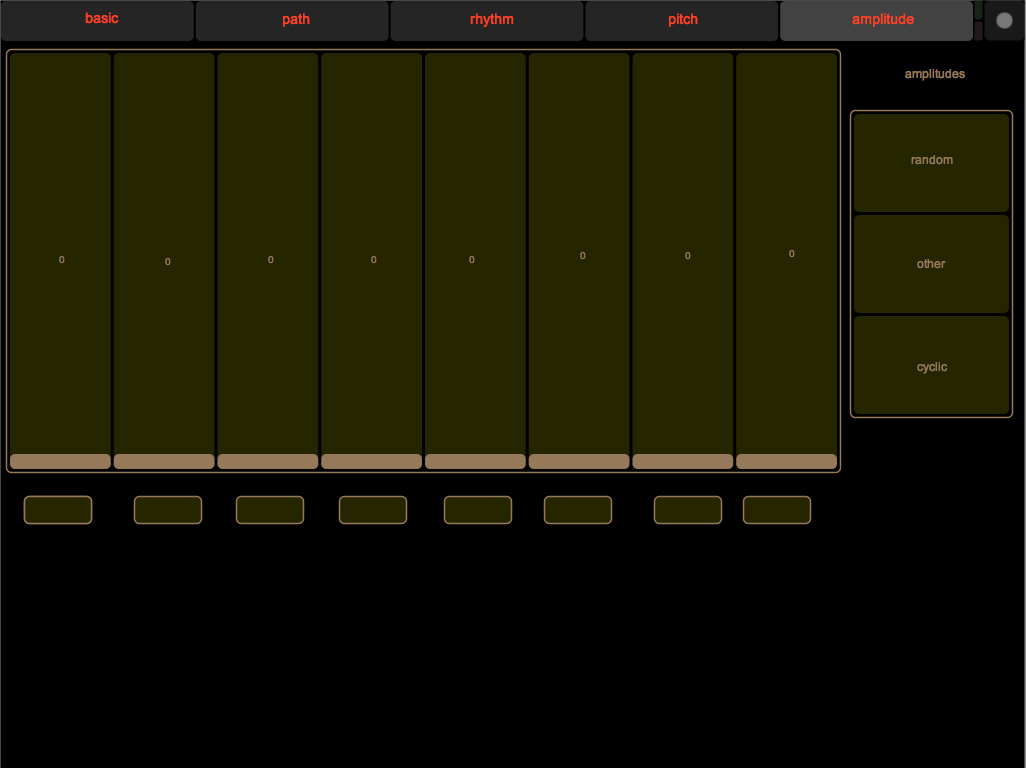 basic
path
rhythm
pitch
amplitude
amplitudes
random
0
0
0
0
0
0
0
0
other
cyclic